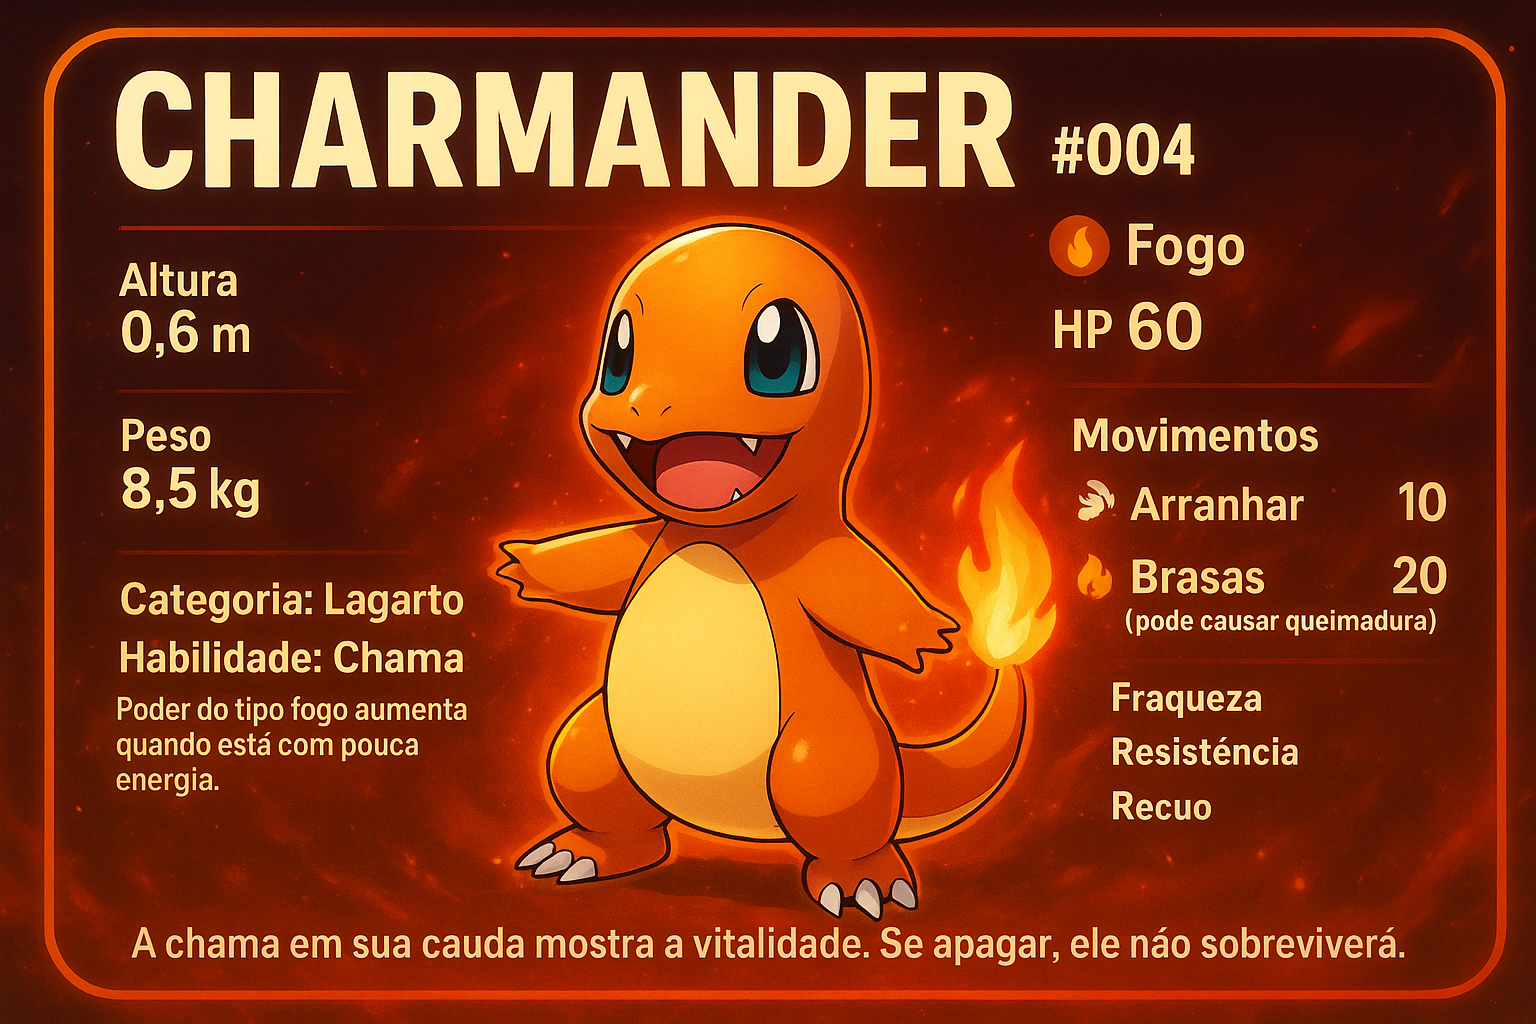 CHARMANDER #004
Altura
0,6 m
Peso
8,5 kg
Categoria: Lagarto
Habilidade: Chama
Poder do tipo fogo aumenta
quando está com pouca
energia.
Fogo
HP 60
Movimentos
Arranhar 10
Brasas 20
(pode causar queimadura)
Fraqueza
Resisténcia
Recuo
A chama em sua cauda mostra a vitalidade. Se apagar, ele náo sobreviverá.